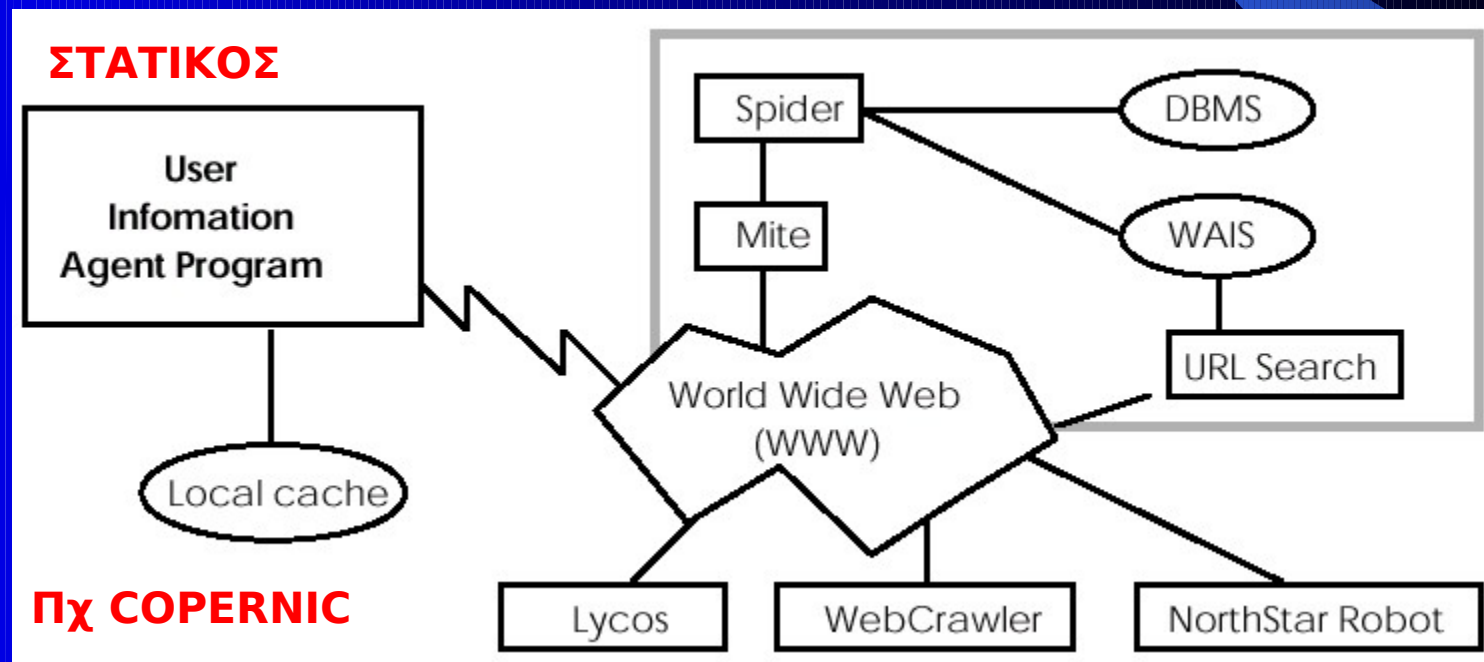 ΣΤΑΤΙΚΟΣ
User
Infomation
Agent Program
Local cache
Πχ COPERNIC
Spider
DBMS
Mite
WAIS
URL Search
World Wide Web
(WWW)
Lycos
WebCrawler
NorthStar Robot